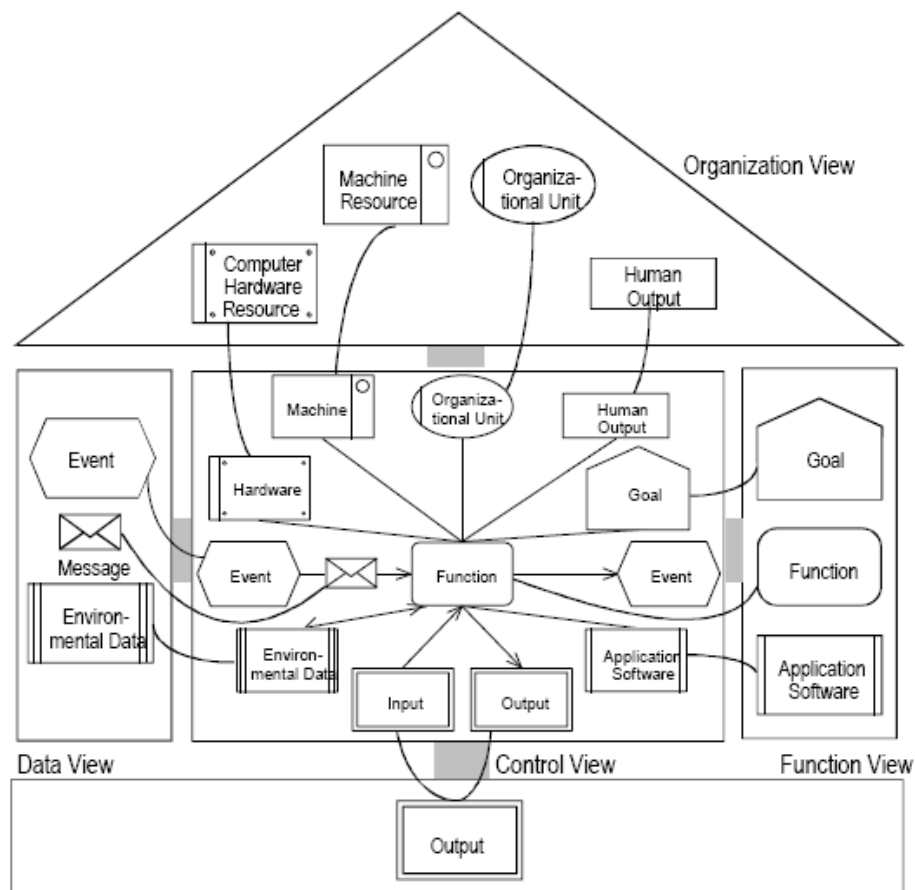 Machine
Resource
Organiza-
tional Unit
Organization View
Computer
Hardware
Resource
Human
Output
Machine
Organiza-
tional Unit
Human
Output
Event
Goal
Goal
Hardware
Message
Event
Function
Event
Function
Environ-
mental Data
Environ-
mental Data
Application
Software
Application
Software
Input
Output
Data View
Control View
Function View
Output